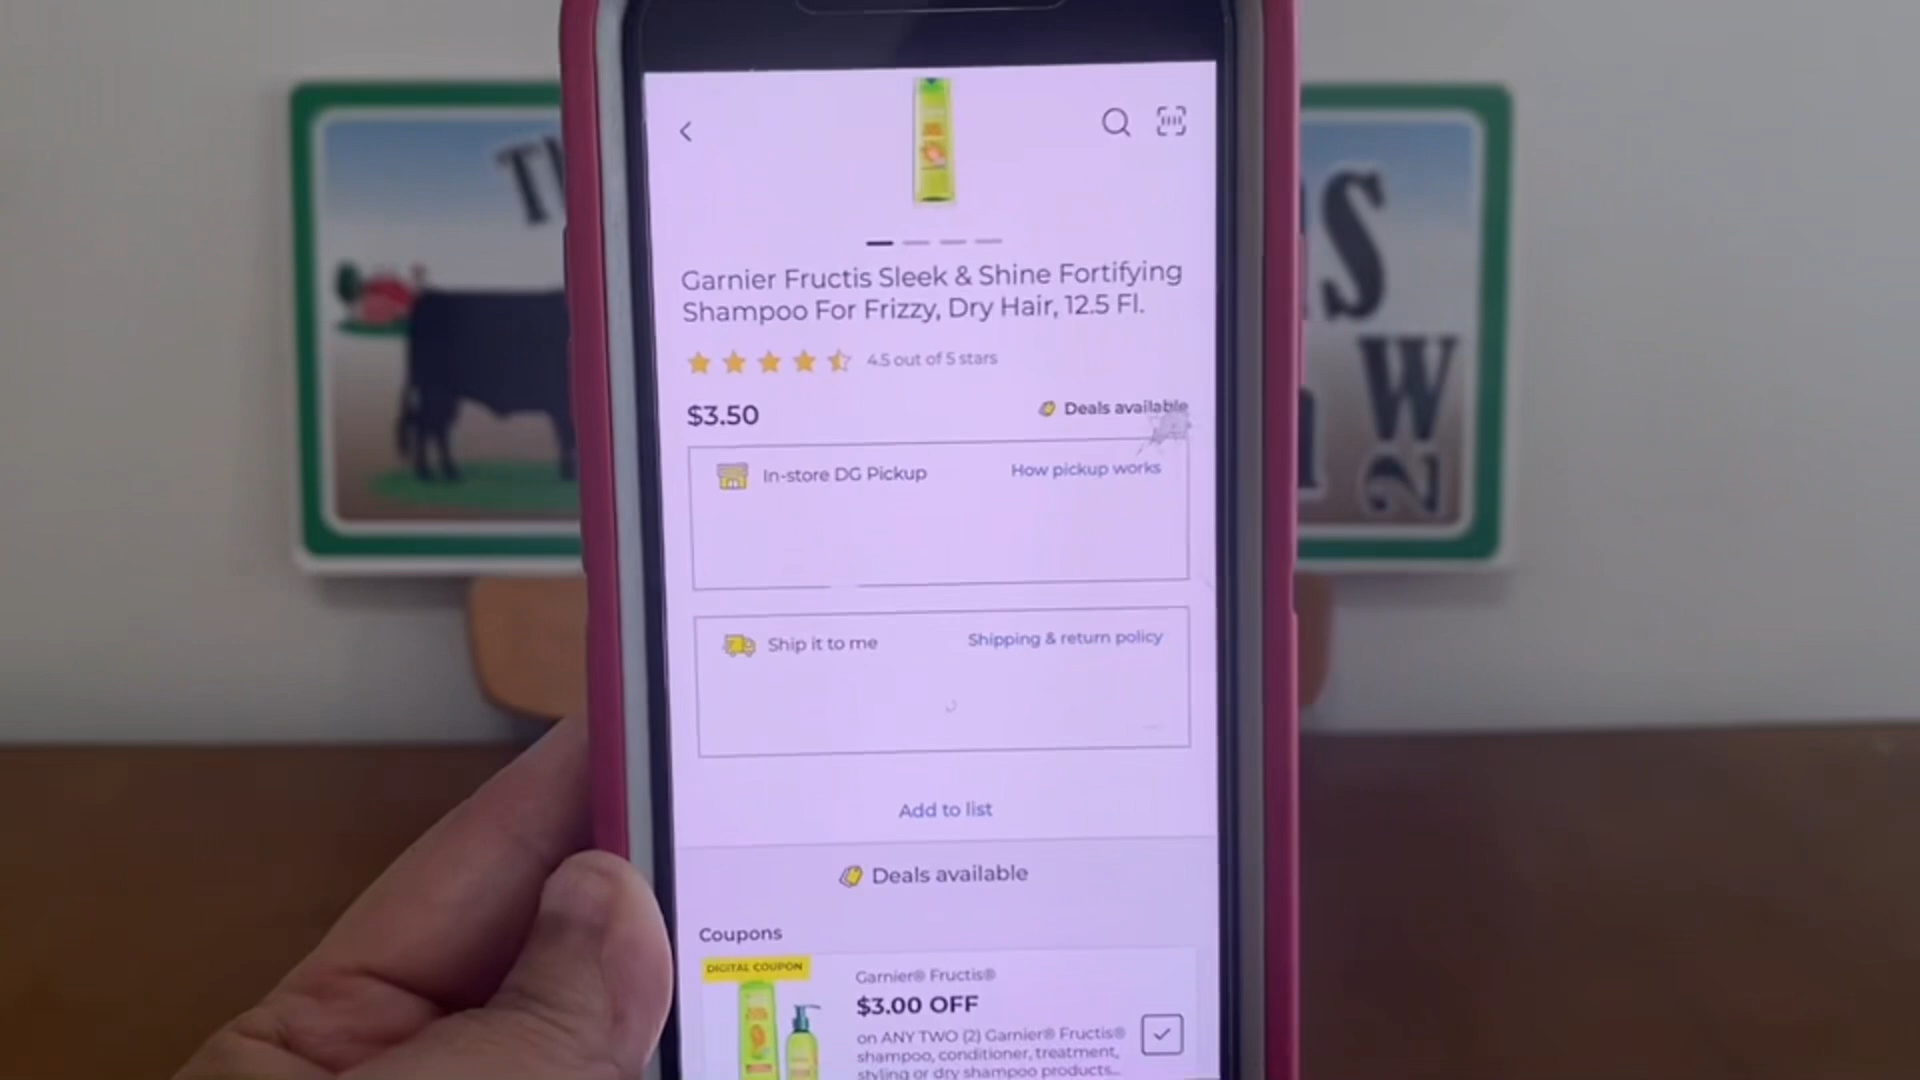 Garnier Fructis Sleek & Shine Fortifying
Shampoo For Frizzy, Dry Hair, 12.5 Fl.
4.5 out of 5 stars
$3.50
Deals available
In-store DG Pickup
How pickup works
Ship it to me
Shipping & return policy
Add to list
Deals available
Coupons
DIGITAL COUPON
Garnier® Fructis®
$3.00 OFF
on ANY TWO (2) Garnier® Fructis®
shampoo, conditioner, treatment,
styling or dry shampoo products...